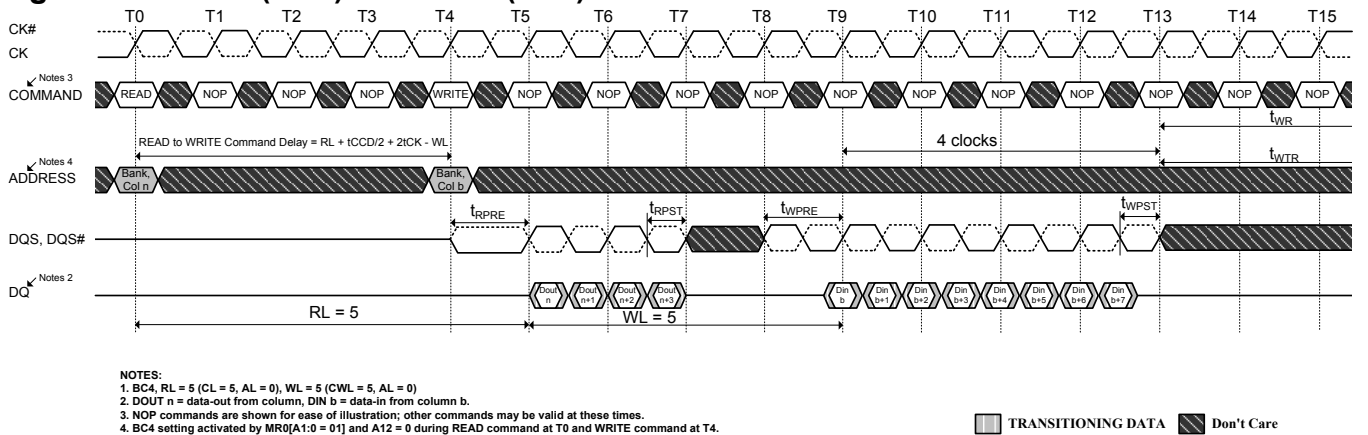 T0 T1 T2 T3 T4 T5 T6 T7 T8 T9 T10 T11 T12 T13 T14 T15
CK#
CK
Notes 3
COMMAND READ NOP NOP NOP WRITE NOP NOP NOP NOP NOP NOP NOP NOP NOP NOP NOP
tWR
READ to WRITE Command Delay = RL + tCCD/2 + 2tCK - WL
4 clocks
Notes 4
tWTR
ADDRESS Bank, Col n Bank, Col b
tRPRE tRPST tWPRE tWPST
DQS, DQS#
Notes 2
DQ Dout n Dout n+1 Dout n+2 Dout n+3 Din b Din b+1 Din b+2 Din b+3 Din b+4 Din b+5 Din b+6 Din b+7
RL = 5 WL = 5
NOTES:
1. BC4, RL = 5 (CL = 5, AL = 0), WL = 5 (CWL = 5, AL = 0)
2. DOUT n = data-out from column, DIN b = data-in from column b.
3. NOP commands are shown for ease of illustration; other commands may be valid at these times.
4. BC4 setting activated by MR0[A1:0 = 01] and A12 = 0 during READ command at T0 and WRITE command at T4.
TRANSITIONING DATA Don't Care